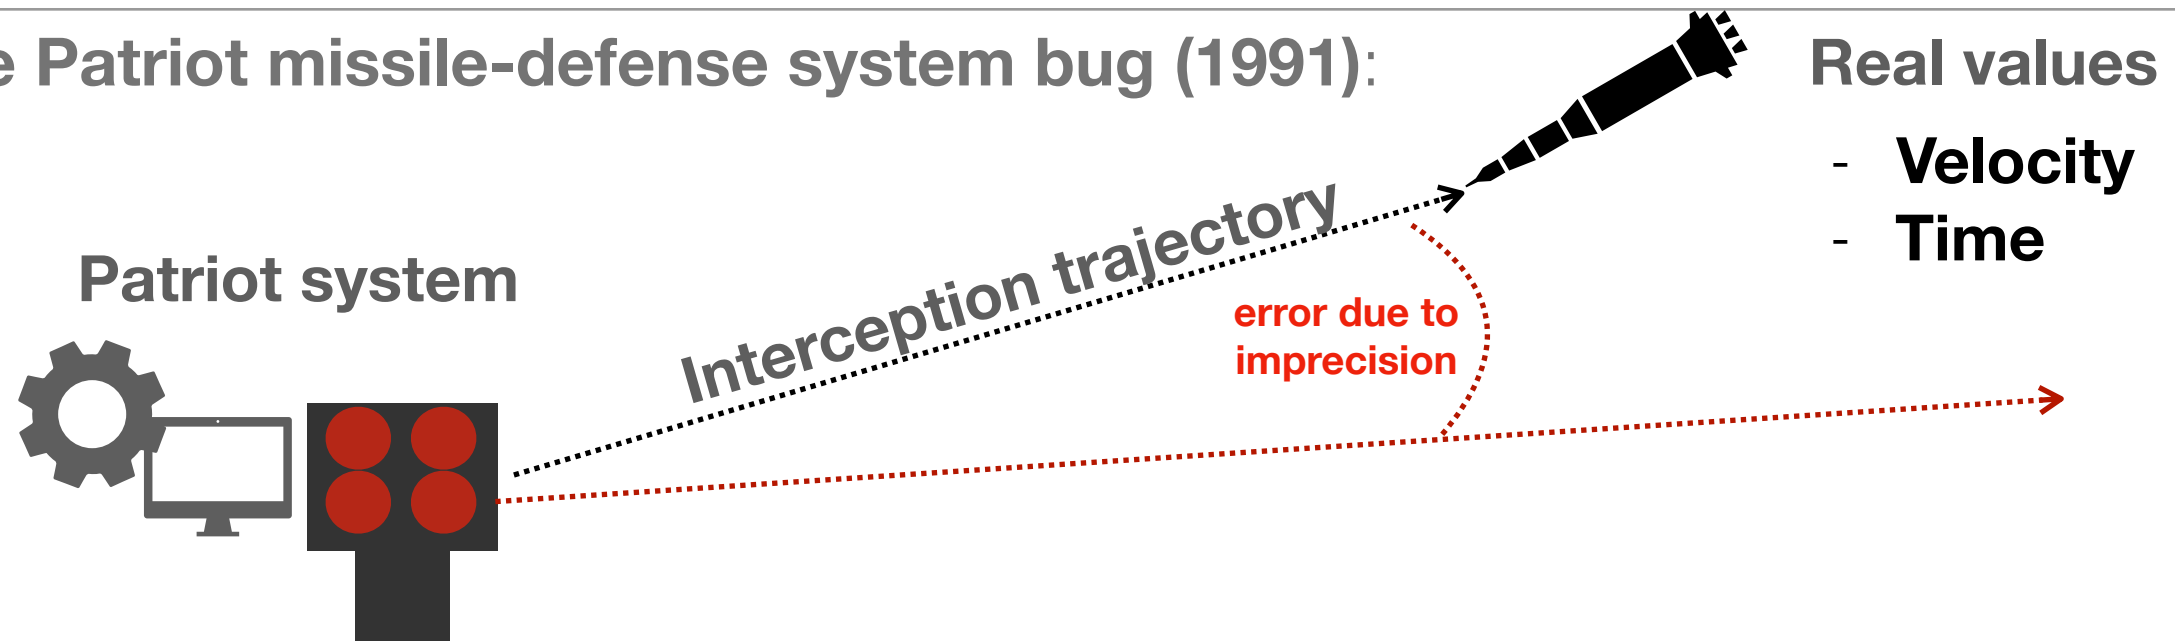 e Patriot missile-defense system bug (1991):
Real values
- Velocity
- Time
Patriot system
Interception trajectory
error due to
imprecision